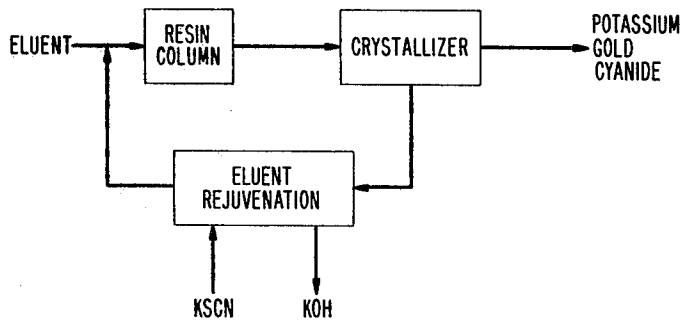 ELUENT
RESIN
COLUMN
CRYSTALLIZER
POTASSIUM
GOLD
CYANIDE
ELUENT
REJUVENATION
KSCN
KOH